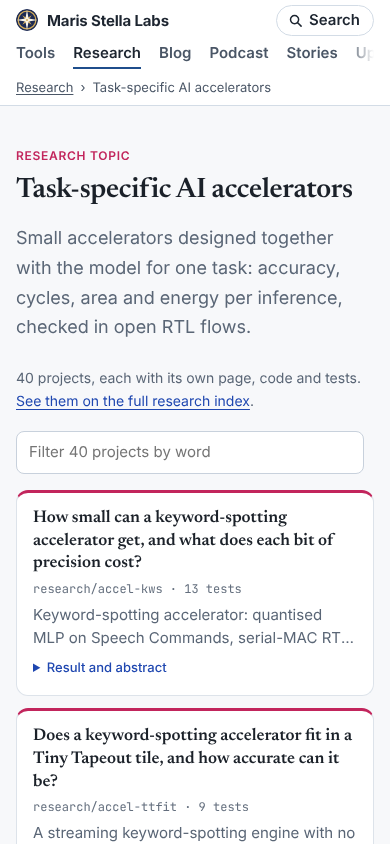 Maris Stella Labs
Search
Tools Research Blog Podcast Stories
Research › Task-specific AI accelerators
RESEARCH TOPIC
Task-specific AI accelerators
Small accelerators designed together
with the model for one task: accuracy,
cycles, area and energy per inference,
checked in open RTL flows.
40 projects, each with its own page, code and tests.
See them on the full research index.
Filter 40 projects by word
How small can a keyword-spotting
accelerator get, and what does each bit of
precision cost?
research/accel-kws · 13 tests
Keyword-spotting accelerator: quantised
MLP on Speech Commands, serial-MAC RT…
▶ Result and abstract
Does a keyword-spotting accelerator fit in a
Tiny Tapeout tile, and how accurate can it
be?
research/accel-ttfit · 9 tests
A streaming keyword-spotting engine with no